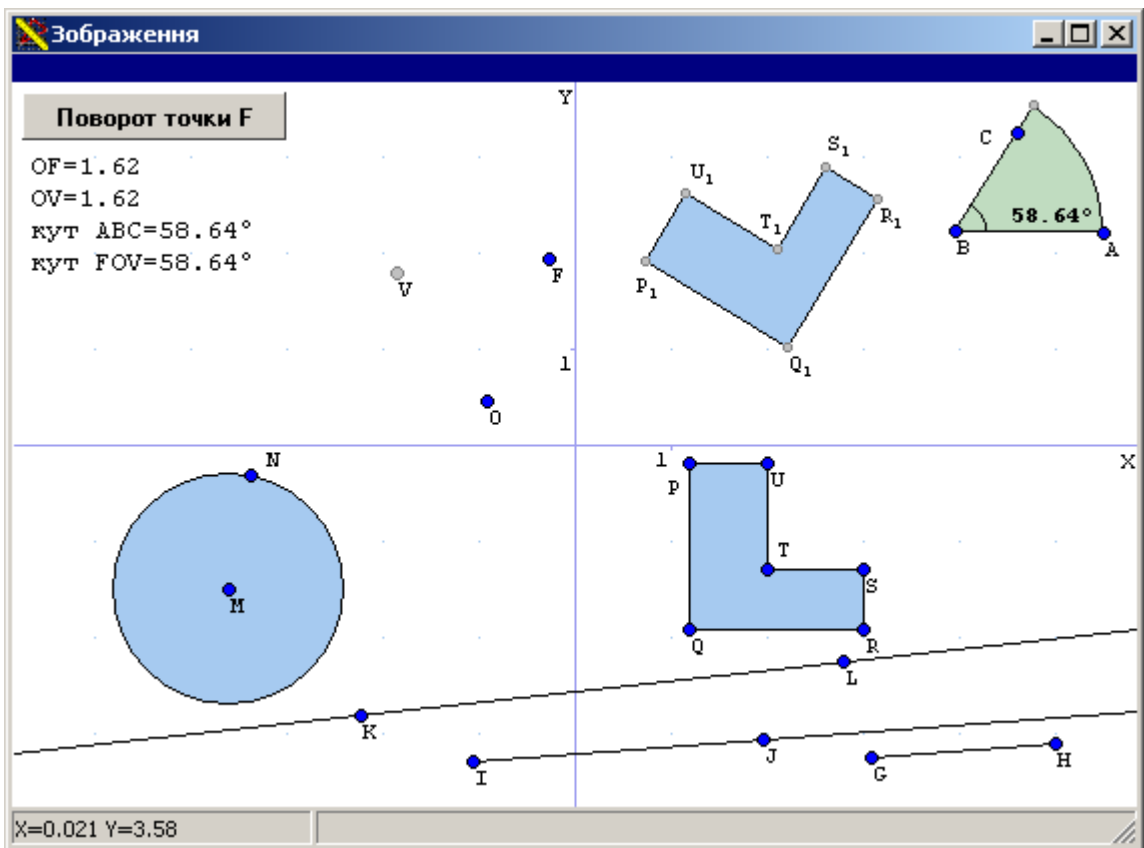 Зображення
Поворот точки F
OF=1.62
OV=1.62
кут ABC=58.64°
кут FOV=58.64°
Y
V
F
1
O
U₁
S₁
T₁
R₁
P₁
Q₁
C
58.64°
B
A
N
M
1
X
P
U
T
S
Q
R
L
K
J
I
G
H
X=0.021 Y=3.58